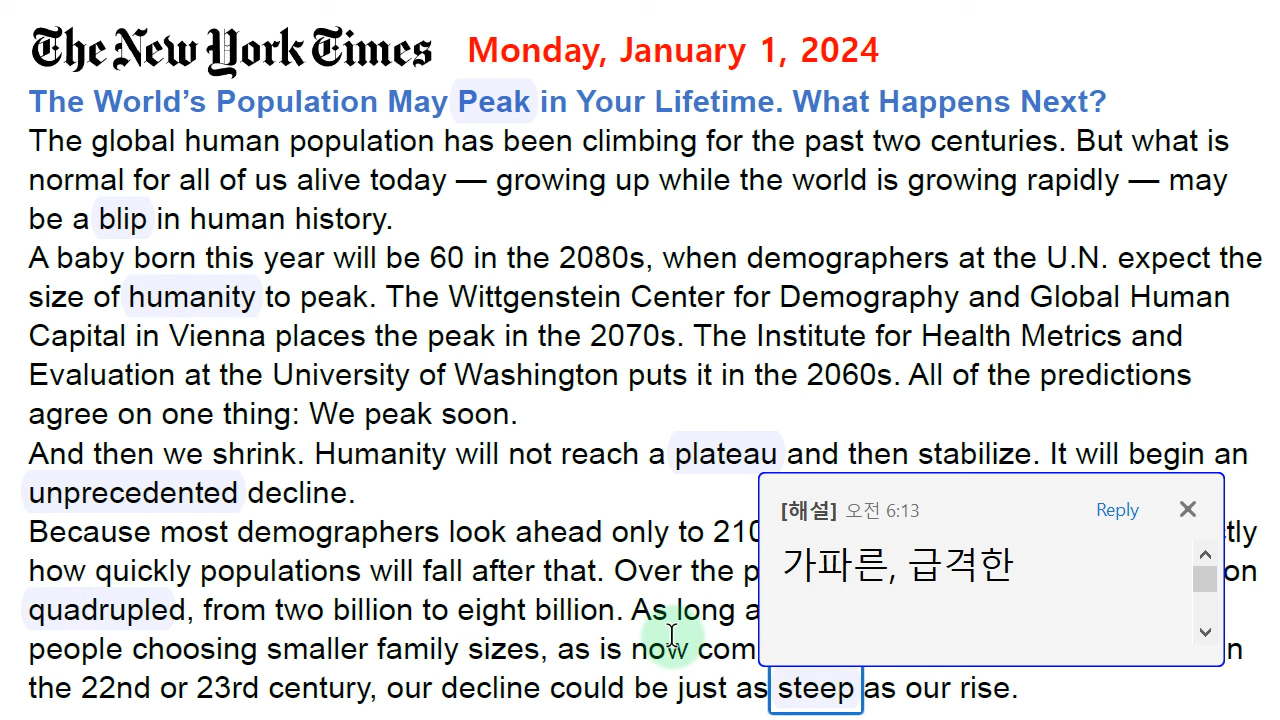 The New York Times Monday, January 1, 2024
The World's Population May Peak in Your Lifetime. What Happens Next?
The global human population has been climbing for the past two centuries. But what is
normal for all of us alive today — growing up while the world is growing rapidly — may
be a blip in human history.
A baby born this year will be 60 in the 2080s, when demographers at the U.N. expect the
size of humanity to peak. The Wittgenstein Center for Demography and Global Human
Capital in Vienna places the peak in the 2070s. The Institute for Health Metrics and
Evaluation at the University of Washington puts it in the 2060s. All of the predictions
agree on one thing: We peak soon.
And then we shrink. Humanity will not reach a plateau and then stabilize. It will begin an
unprecedented decline.
[해설] 오전 6:13 Reply
가파른, 급격한
Because most demographers look ahead only to 210
how quickly populations will fall after that. Over the p on
quadrupled, from two billion to eight billion. As long a
people choosing smaller family sizes, as is now com
the 22nd or 23rd century, our decline could be just as steep as our rise.